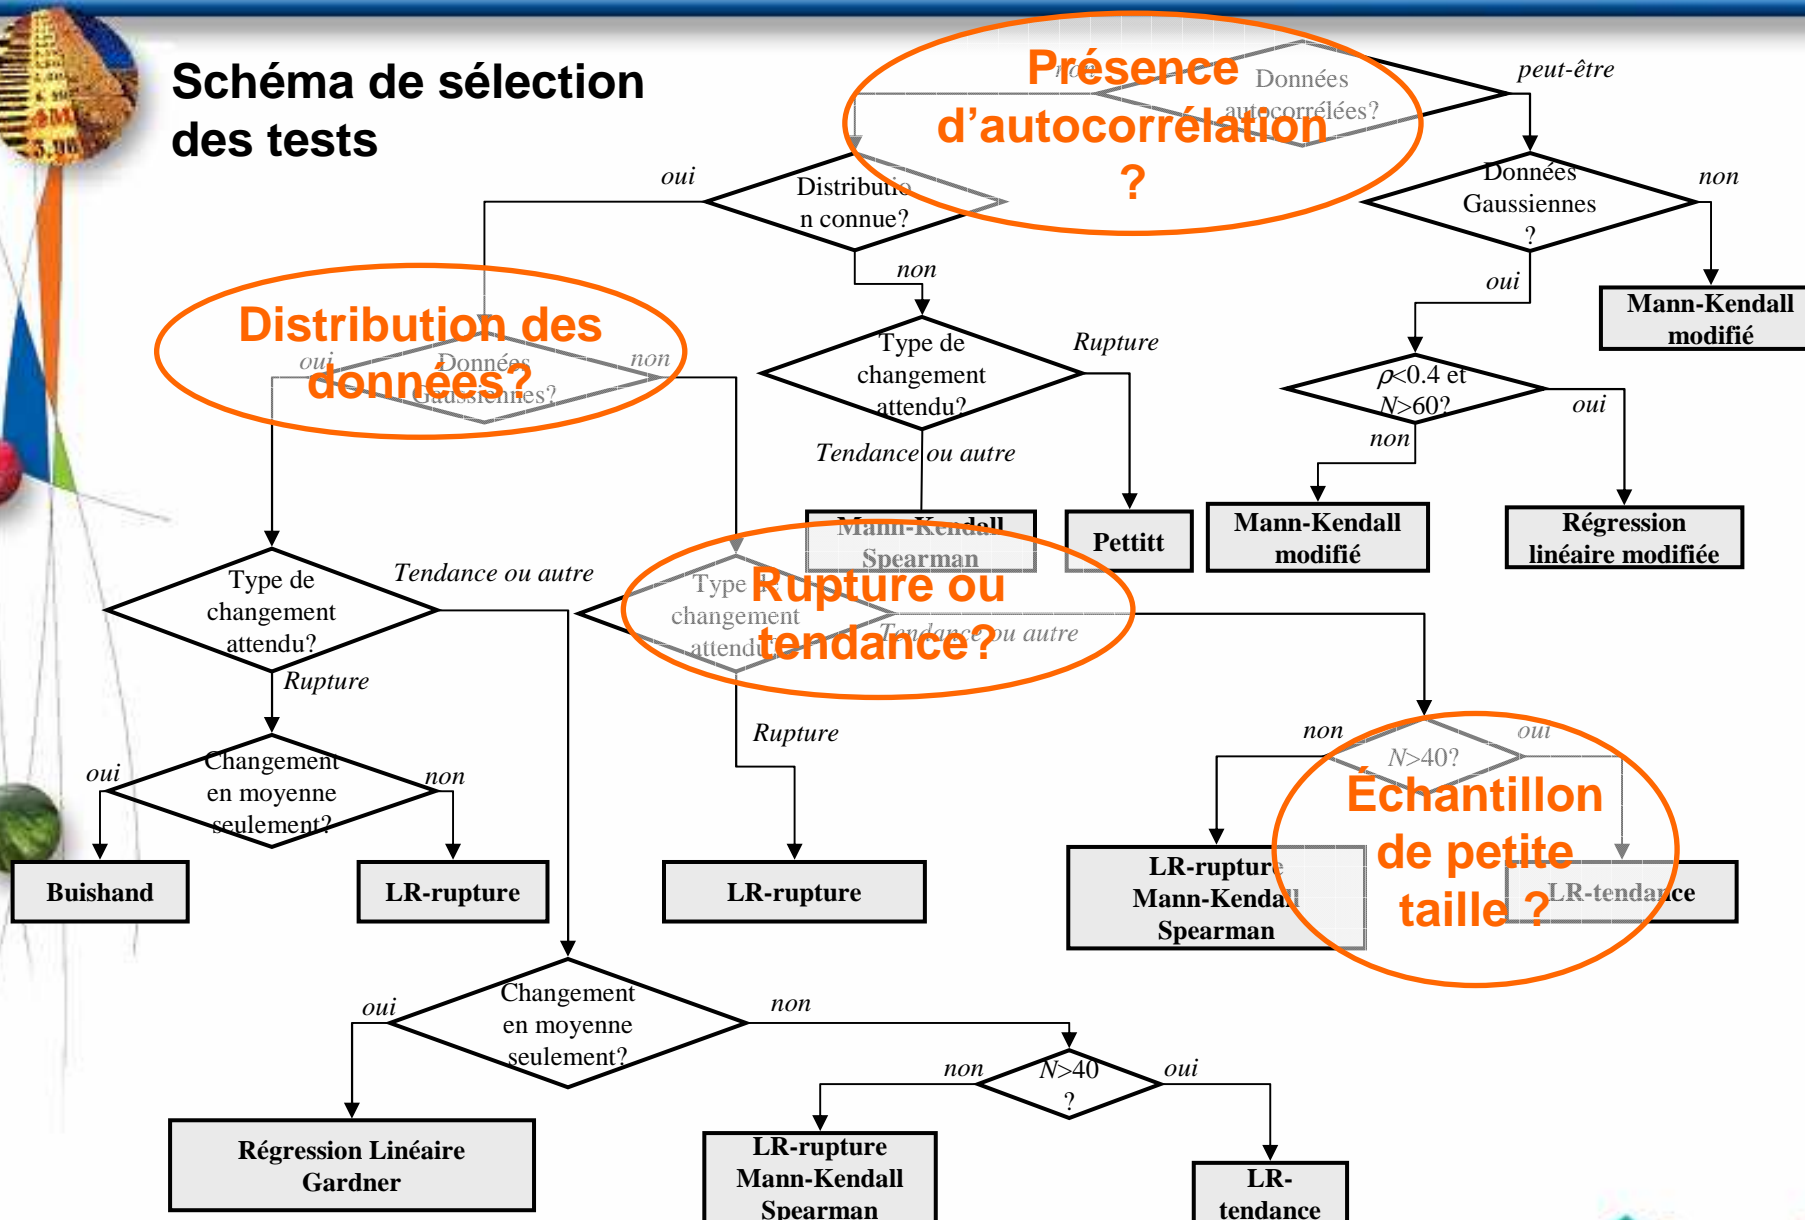 Schéma de sélection
des tests
Présence
d'autocorrélation
?
non
Données
autocorrélées?
peut-être
oui
Distributio
n connue?
Données
Gaussiennes
?
non
non
oui
Mann-Kendall
modifié
Distribution des
données?
oui
Données
Gaussiennes?
non
Type de
changement
attendu?
Rupture
ρ<0.4 et
N>60?
oui
non
Tendance ou autre
Mann-Kendall
Spearman
Pettitt
Mann-Kendall
modifié
Régression
linéaire modifiée
Type de
changement
attendu?
Tendance ou autre
Rupture ou
tendance?
Type de
changement
attendu?
Tendance ou autre
Rupture
Rupture
non
N>40?
oui
Échantillon
de petite
taille ?
oui
Changement
en moyenne
seulement?
non
Buishand
LR-rupture
LR-rupture
LR-rupture
Mann-Kendall
Spearman
LR-tendance
oui
Changement
en moyenne
seulement?
non
non
N>40
?
oui
Régression Linéaire
Gardner
LR-rupture
Mann-Kendall
Spearman
LR-
tendance